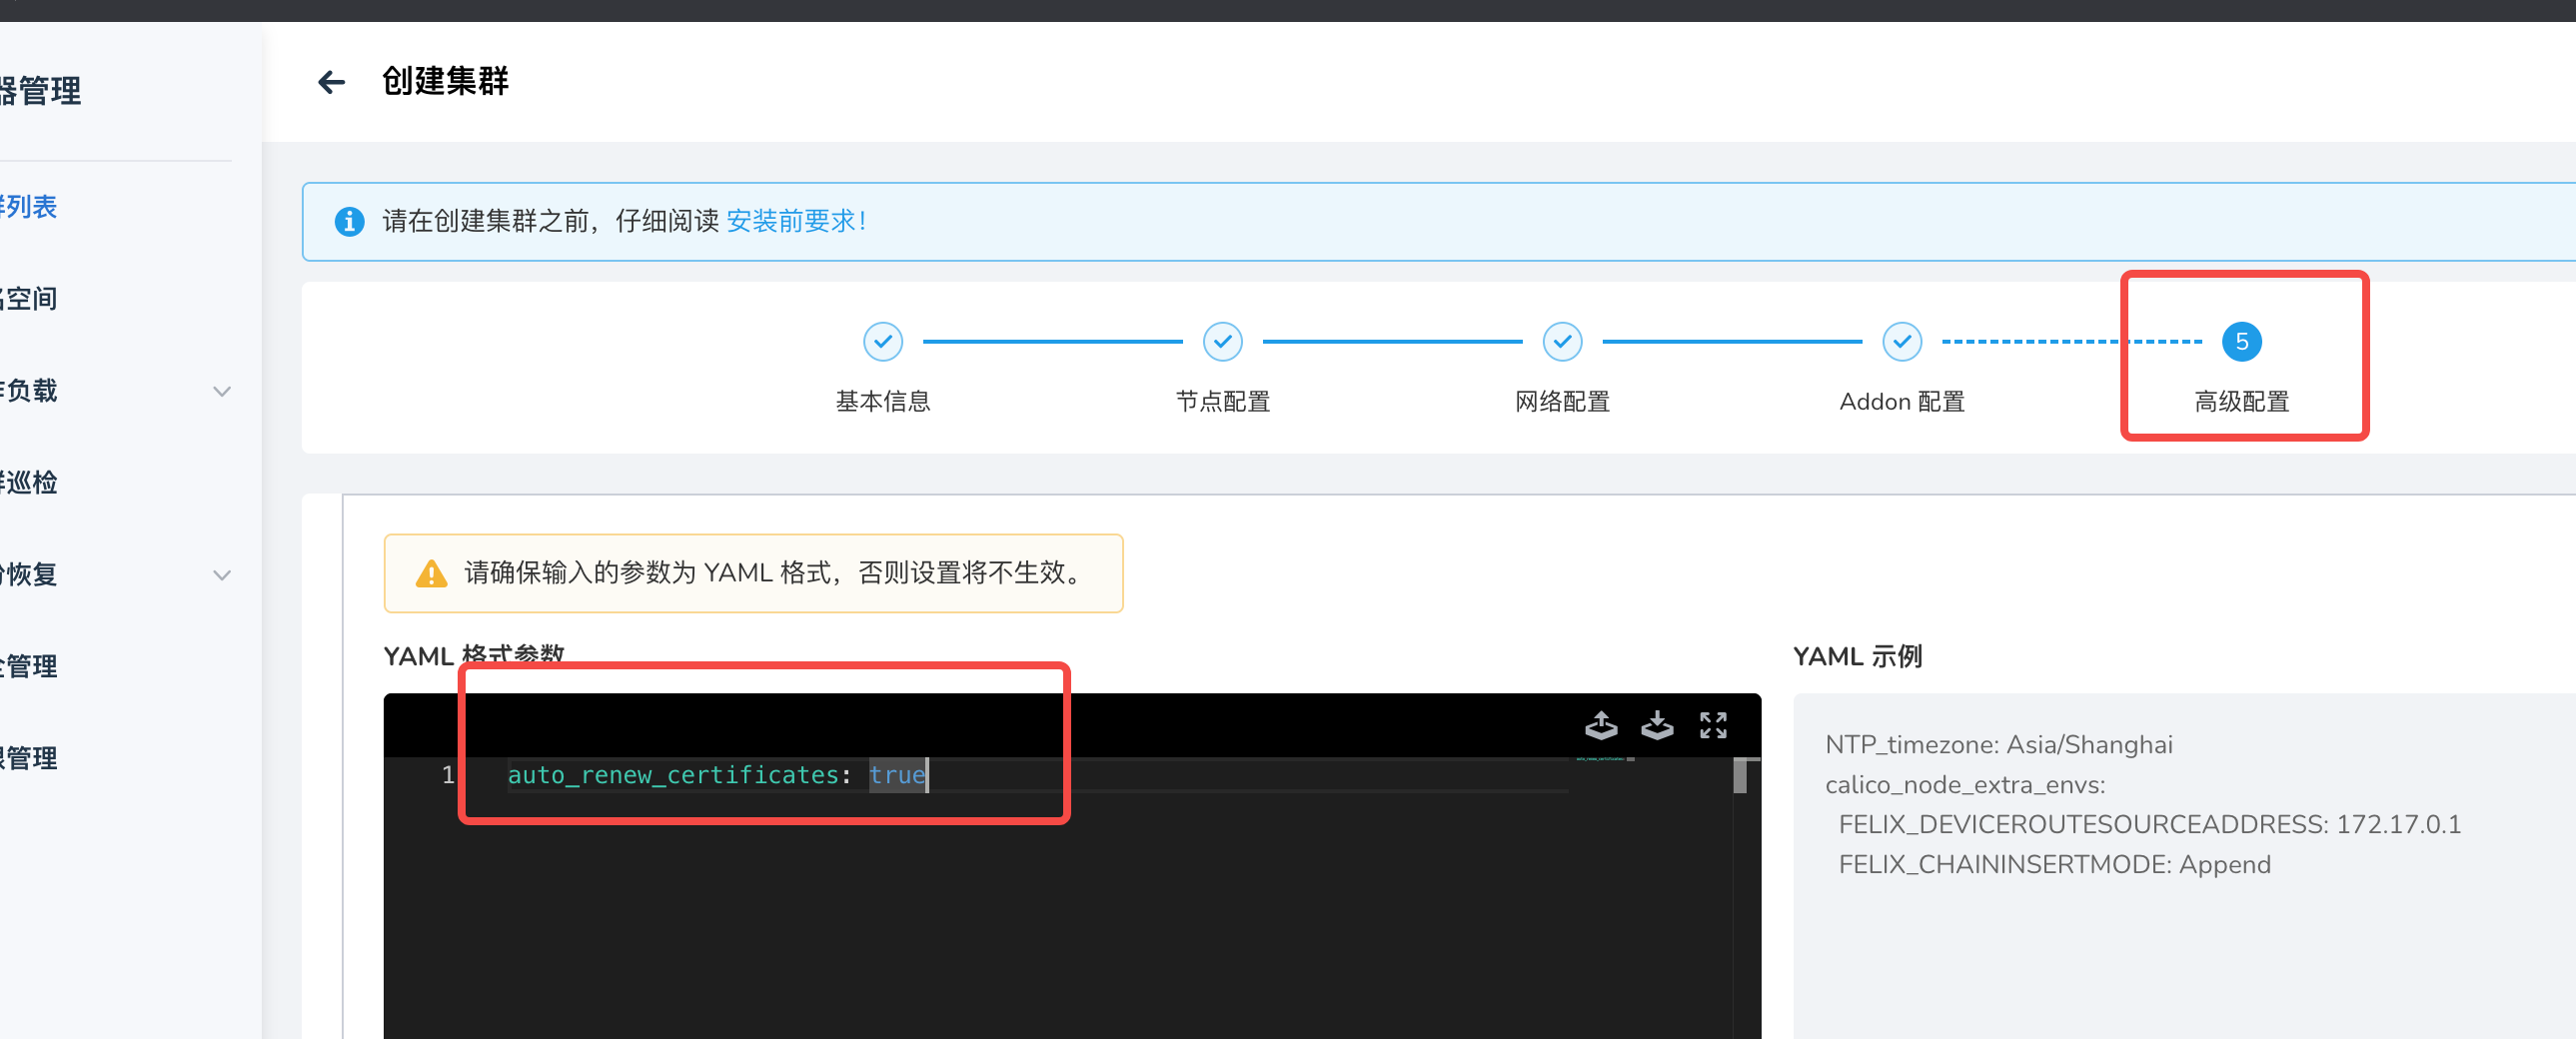 创建集群
器管理
群列表
空间
负载
群巡检
恢复
管理
管理
请在创建集群之前，仔细阅读 安装前要求！
5
基本信息
节点配置
网络配置
Addon 配置
高级配置
请确保输入的参数为 YAML 格式，否则设置将不生效。
YAML 格式参数
1 auto_renew_certificates: true
YAML 示例
NTP_timezone: Asia/Shanghai
calico_node_extra_envs:
FELIX_DEVICEROUTESOURCEADDRESS: 172.17.0.1
FELIX_CHAININSERTMODE: Append